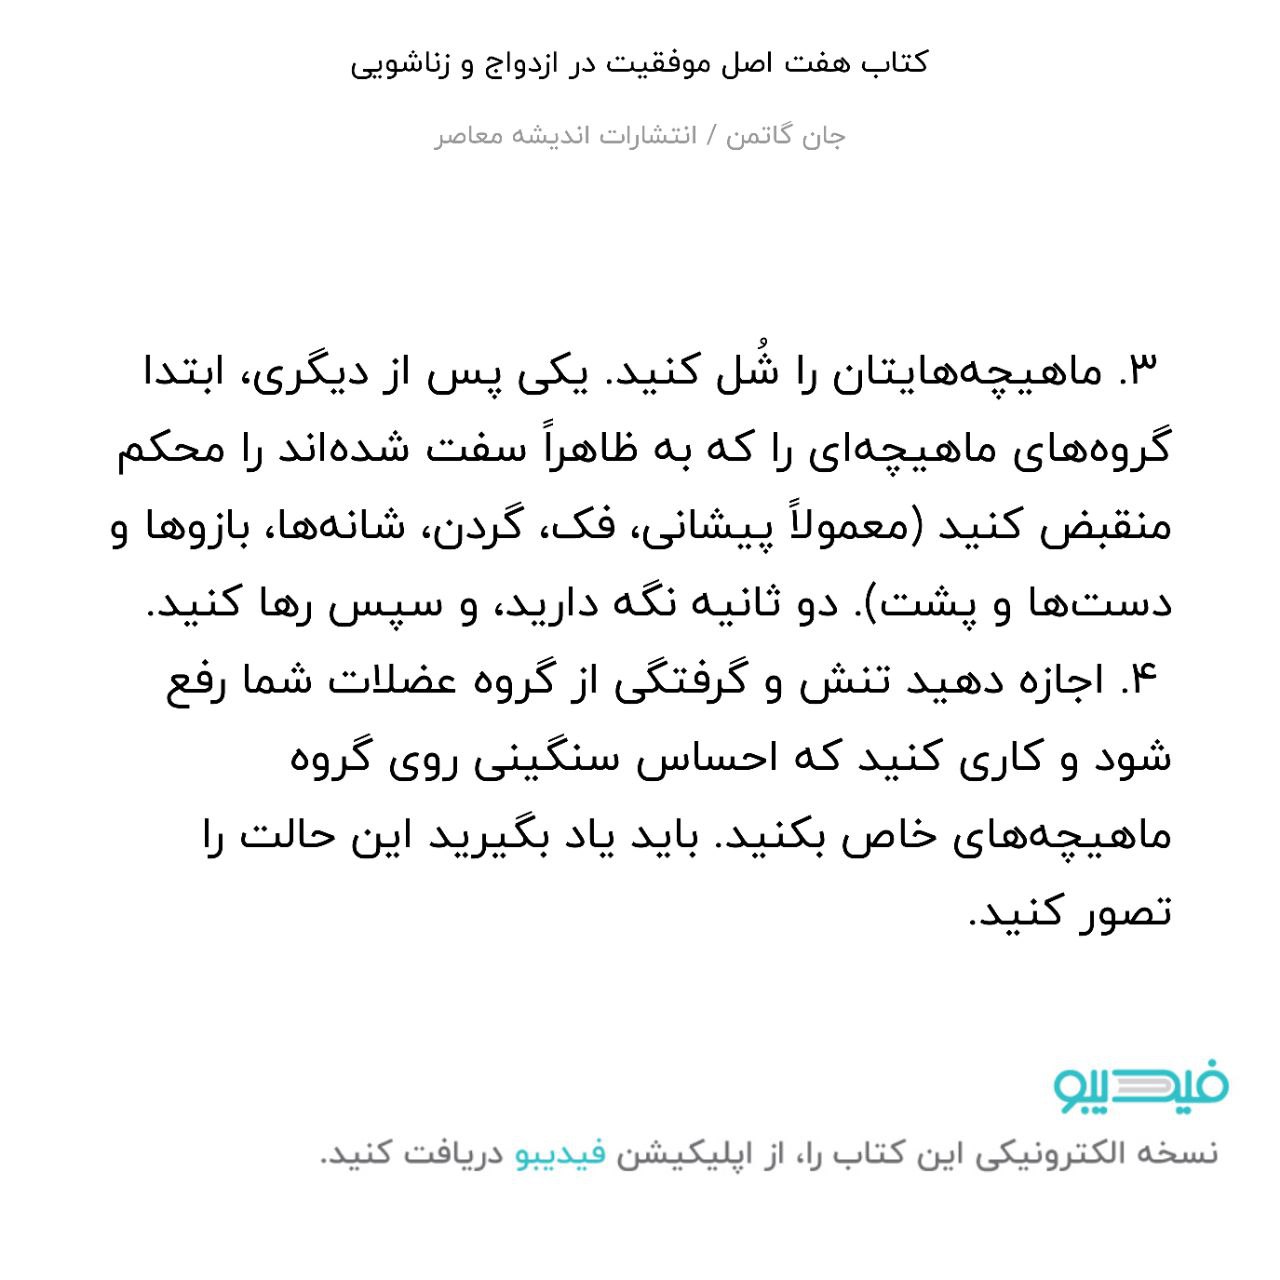 کتاب هفت اصل موفقیت در ازدواج و زناشویی
جان گاتمن / انتشارات اندیشه معاصر
۳. ماهیچه‌هایتان را شُل کنید. یکی پس از دیگری، ابتدا
گروه‌های ماهیچه‌ای را که به ظاهراً سفت شده‌اند را محکم
منقبض کنید (معمولاً پیشانی، فک، گردن، شانه‌ها، بازوها و
دست‌ها و پشت). دو ثانیه نگه دارید، و سپس رها کنید.
۴. اجازه دهید تنش و گرفتگی از گروه عضلات شما رفع
شود و کاری کنید که احساس سنگینی روی گروه
ماهیچه‌های خاص بکنید. باید یاد بگیرید این حالت را
تصور کنید.
فیدیبو
نسخه الکترونیکی این کتاب را، از اپلیکیشن فیدیبو دریافت کنید.